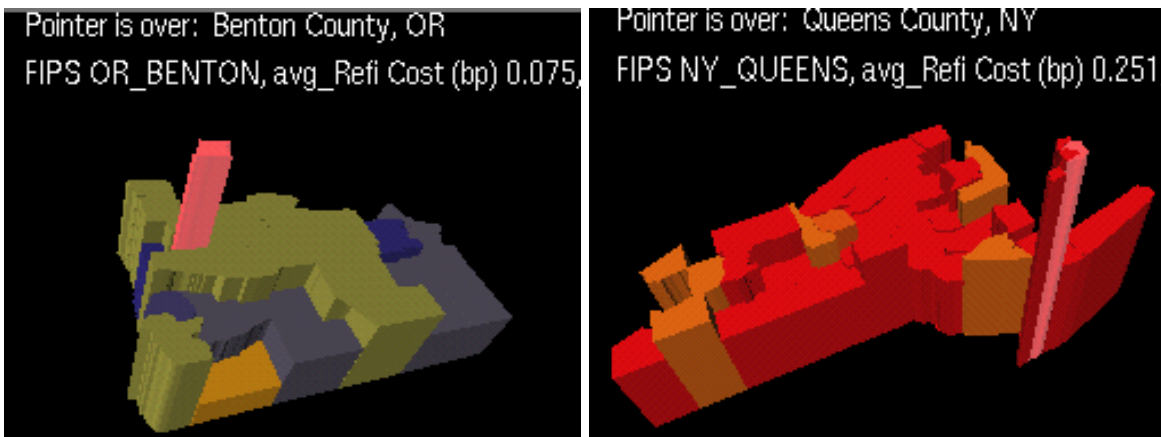 Pointer is over: Benton County, OR
FIPS OR_BENTON, avg_Refi Cost (bp) 0.075,
Pointer is over: Queens County, NY
FIPS NY_QUEENS, avg_Refi Cost (bp) 0.251